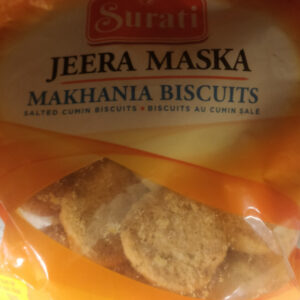 Surati
JEERA MASKA
MAKHANIA BISCUITS
SALTED CUMIN BISCUITS • BISCUITS AU CUMIN SALÉ